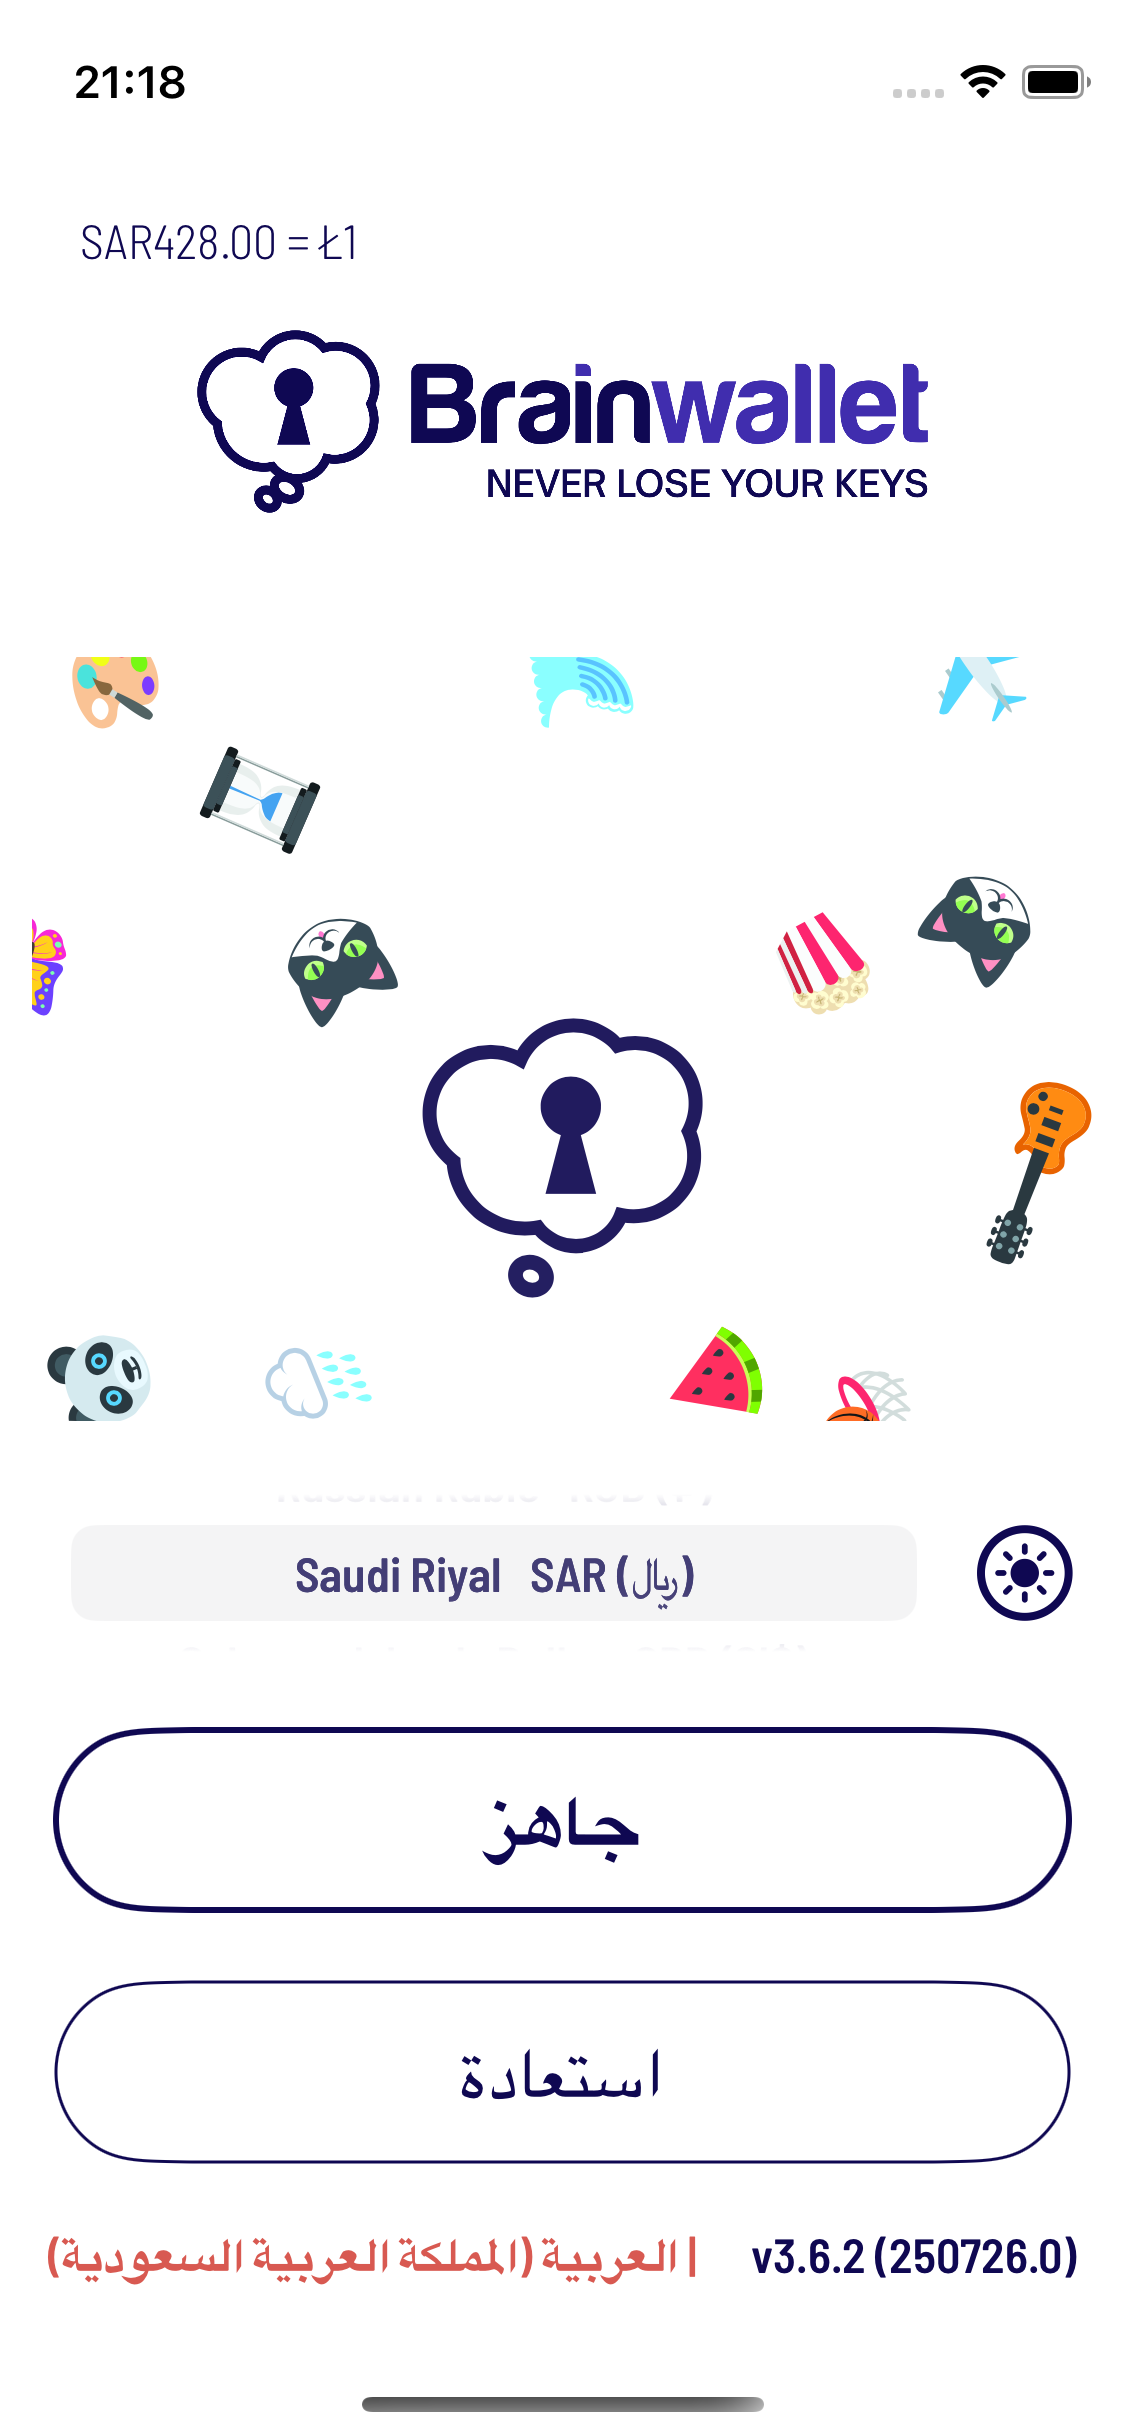 21:18
SAR428.00 = Ł1
Brainwallet
NEVER LOSE YOUR KEYS
Saudi Riyal SAR (ريال)
جاهز
استعادة
العربية (المملكة العربية السعودية) | v3.6.2 (250726.0)